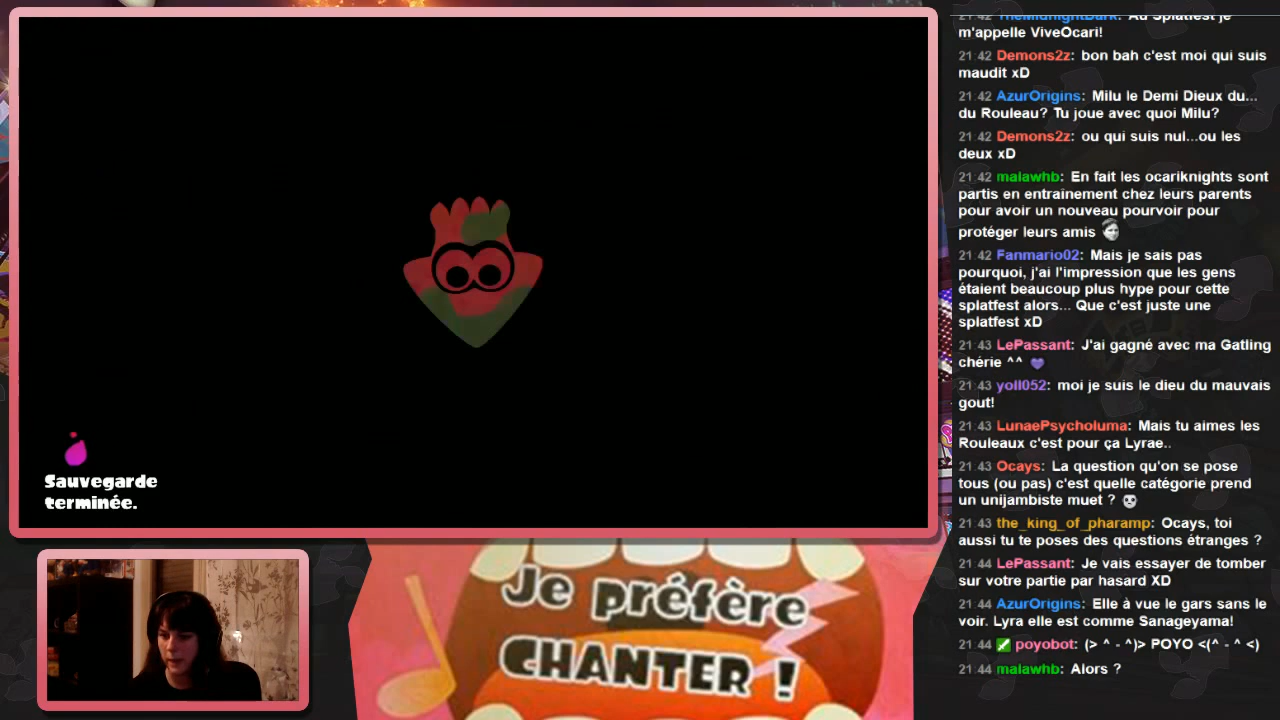 Sauvegarde
terminée.
Je préfère
CHANTER !
21:42 TheMidnightDark: Au Splatfest je
m'appelle ViveOcari!
21:42 Demons2z: bon bah c'est moi qui suis
maudit xD
21:42 AzurOrigins: Milu le Demi Dieux du...
du Rouleau? Tu joue avec quoi Milu?
21:42 Demons2z: ou qui suis nul...ou les
deux xD
21:42 malawhb: En fait les ocariknights sont
partis en entrainement chez leurs parents
pour avoir un nouveau pourvoir pour
protéger leurs amis
21:42 Fanmario02: Mais je sais pas
pourquoi, j'ai l'impression que les gens
étaient beaucoup plus hype pour cette
splatfest alors... Que c'est juste une
splatfest xD
21:43 LePassant: J'ai gagné avec ma Gatling
chérie ^^ 💜
21:43 yoll052: moi je suis le dieu du mauvais
gout!
21:43 LunaePsycholuma: Mais tu aimes les
Rouleaux c'est pour ça Lyrae..
21:43 Ocays: La question qu'on se pose
tous (ou pas) c'est quelle catégorie prend
un unijambiste muet ?
21:43 the_king_of_pharamp: Ocays, toi
aussi tu te poses des questions étranges ?
21:44 LePassant: Je vais essayer de tomber
sur votre partie par hasard XD
21:44 AzurOrigins: Elle à vue le gars sans le
voir. Lyra elle est comme Sanageyama!
21:44 poyobot: (> ^ - ^)> POYO <(^ - ^ <)
21:44 malawhb: Alors ?